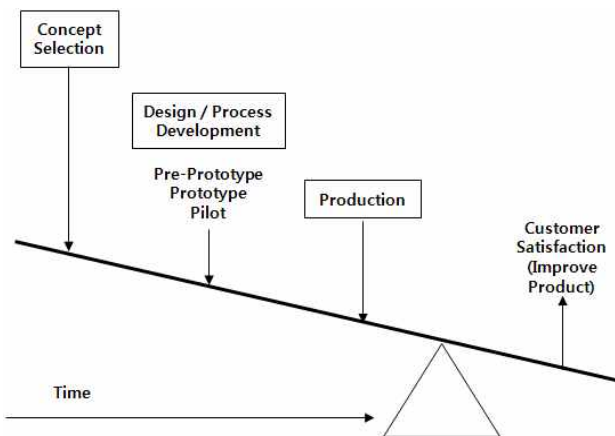 Concept
Selection
Design / Process
Development
Pre-Prototype
Prototype
Pilot
Production
Customer
Satisfaction
(Improve
Product)
Time